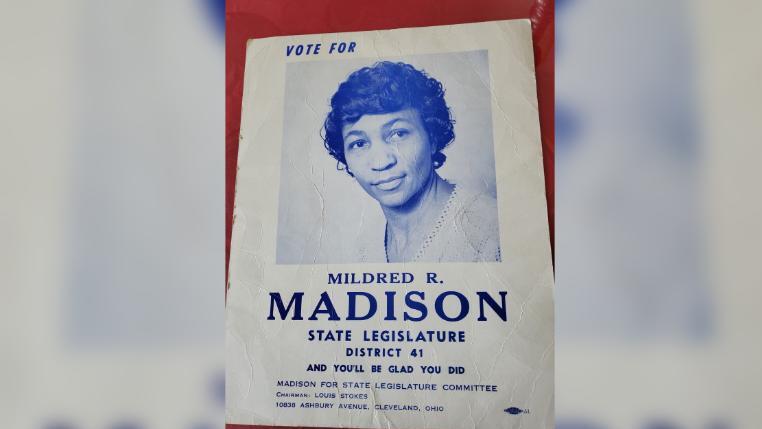 VOTE FOR
MILDRED R.
MADISON
STATE LEGISLATURE
DISTRICT 41
AND YOU'LL BE GLAD YOU DID
MADISON FOR STATE LEGISLATURE COMMITTEE
CHAIRMAN: LOUIS STOKES
10838 ASHBURY AVENUE, CLEVELAND, OHIO